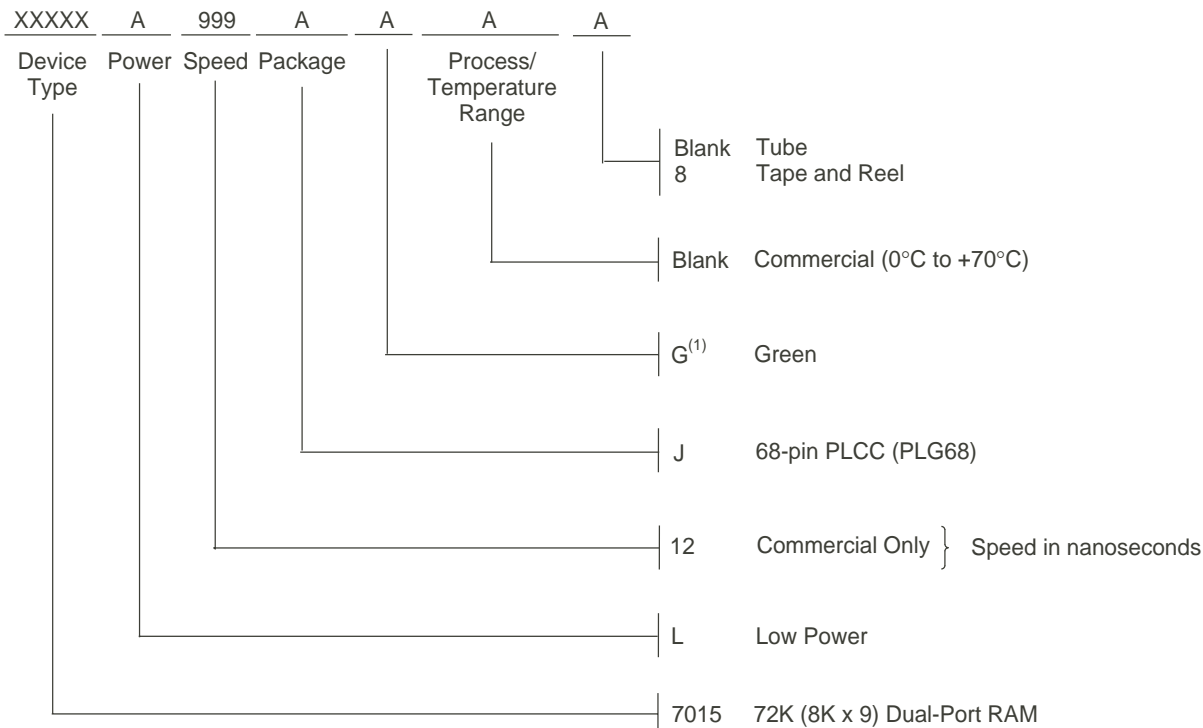 XXXXX A 999 A A A A
Device Type Power Speed Package Process/ Temperature Range
Blank Tube
8 Tape and Reel
Blank Commercial (0°C to +70°C)
G(1) Green
J 68-pin PLCC (PLG68)
12 Commercial Only } Speed in nanoseconds
L Low Power
7015 72K (8K x 9) Dual-Port RAM